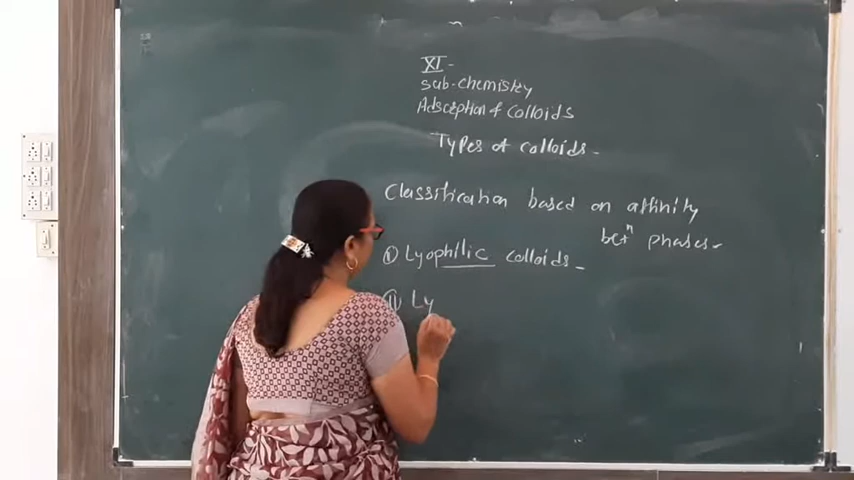 XI-
sub-chemistry
Adsorption of Colloids
Types of colloids-
Classification based on affinity
betⁿ phases-
① Lyophilic colloids-
② Ly